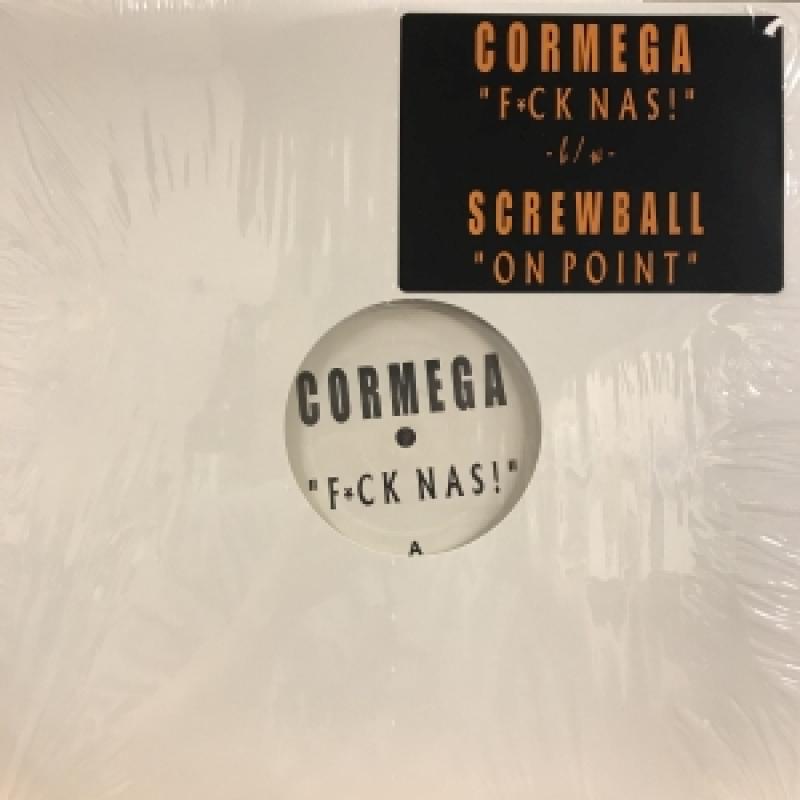 CORMEGA
"F*CK NAS!"
-b/w-
SCREWBALL
"ON POINT"
CORMEGA
"F*CK NAS!"
A